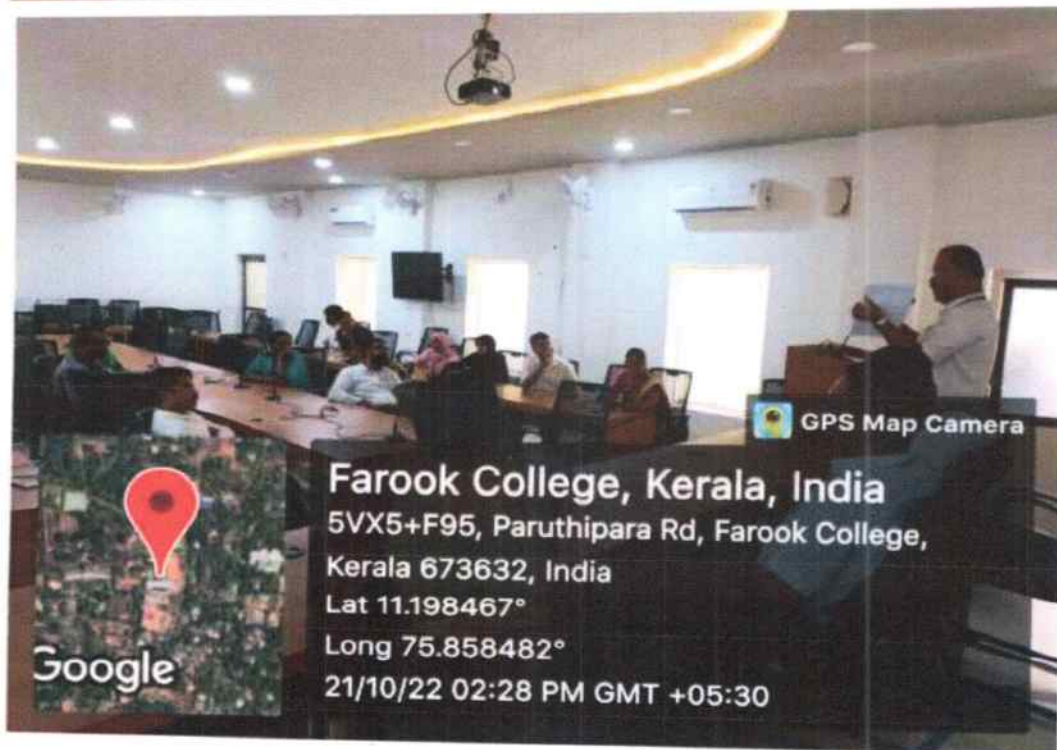 GPS Map Camera
Farook College, Kerala, India
5VX5+F95, Paruthipara Rd, Farook College,
Kerala 673632, India
Lat 11.198467°
Long 75.858482°
21/10/22 02:28 PM GMT +05:30
Google